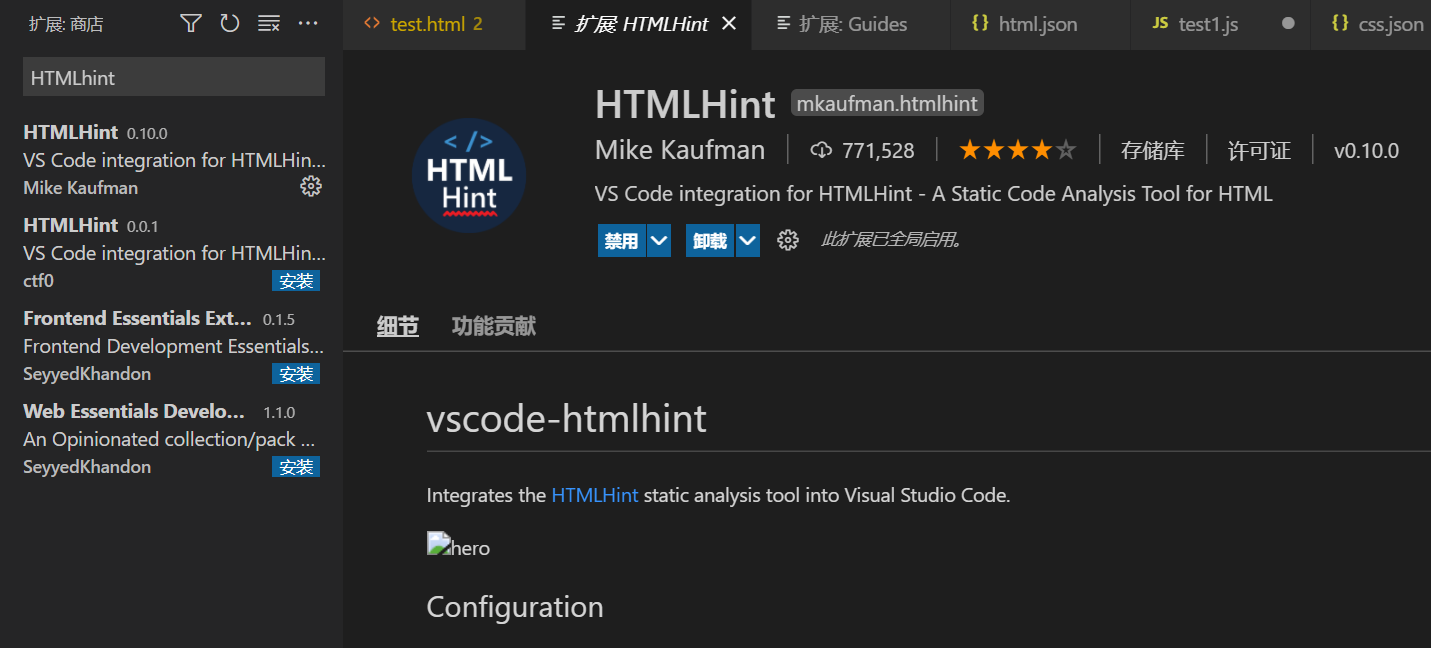 扩展: 商店
test.html 2
扩展: HTMLHint
扩展: Guides
html.json
JS test1.js
css.json
HTMLhint
HTMLHint 0.10.0
VS Code integration for HTMLHin...
Mike Kaufman
HTMLHint 0.0.1
VS Code integration for HTMLHin...
ctf0 安装
Frontend Essentials Ext... 0.1.5
Frontend Development Essentials...
SeyyedKhandon 安装
Web Essentials Develo... 1.1.0
An Opinionated collection/pack ...
SeyyedKhandon 安装
</> HTML Hint
HTMLHint mkaufman.htmlhint
Mike Kaufman 771,528 存储库 许可证 v0.10.0
VS Code integration for HTMLHint - A Static Code Analysis Tool for HTML
禁用 卸载 此扩展已全局启用。
细节 功能贡献
vscode-htmlhint
Integrates the HTMLHint static analysis tool into Visual Studio Code.
hero
Configuration